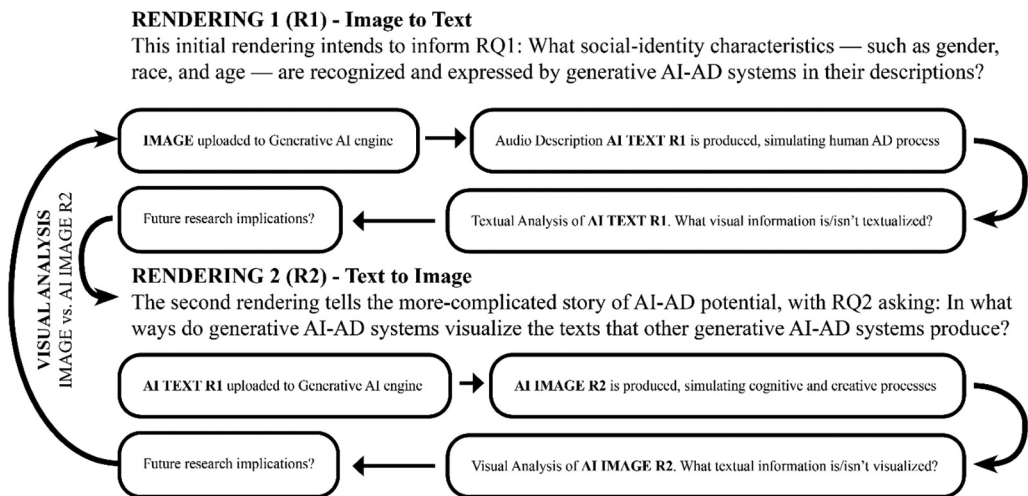 RENDERING 1 (R1) - Image to Text
This initial rendering intends to inform RQ1: What social-identity characteristics — such as gender,
race, and age — are recognized and expressed by generative AI-AD systems in their descriptions?
IMAGE uploaded to Generative AI engine
Audio Description AI TEXT R1 is produced, simulating human AD process
Textual Analysis of AI TEXT R1. What visual information is/isn't textualized?
Future research implications?
RENDERING 2 (R2) - Text to Image
The second rendering tells the more-complicated story of AI-AD potential, with RQ2 asking: In what
ways do generative AI-AD systems visualize the texts that other generative AI-AD systems produce?
AI TEXT R1 uploaded to Generative AI engine
AI IMAGE R2 is produced, simulating cognitive and creative processes
Visual Analysis of AI IMAGE R2. What textual information is/isn't visualized?
Future research implications?
VISUAL ANALYSIS
IMAGE vs. AI IMAGE R2